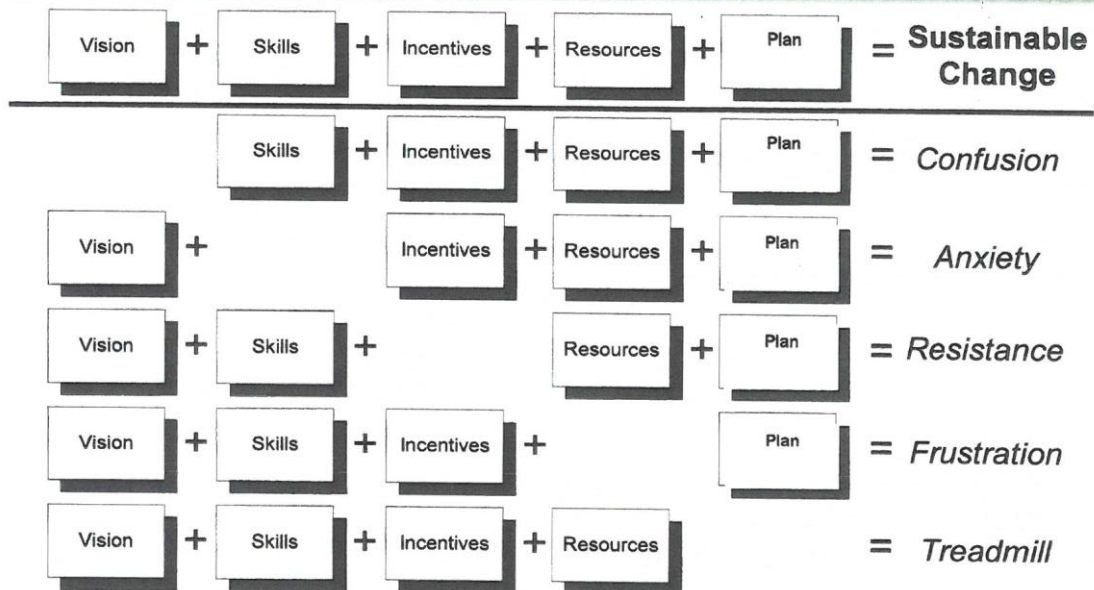 Vision + Skills + Incentives + Resources + Plan = Sustainable
Change
Skills + Incentives + Resources + Plan = Confusion
Vision + Incentives + Resources + Plan = Anxiety
Vision + Skills + Resources + Plan = Resistance
Vision + Skills + Incentives + Plan = Frustration
Vision + Skills + Incentives + Resources = Treadmill